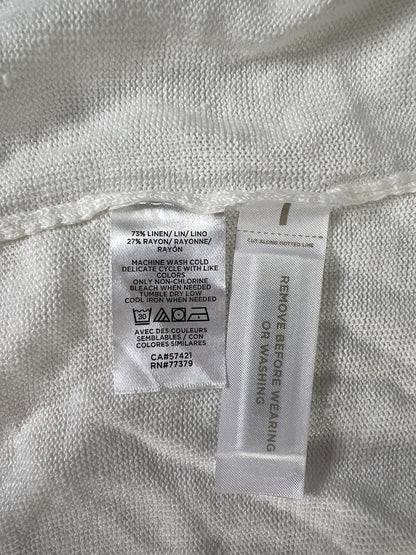 73% LINEN/ LIN/ LINO
27% RAYON/ RAYONNE/
RAYÓN
MACHINE WASH COLD
DELICATE CYCLE WITH LIKE
COLORS
ONLY NON-CHLORINE
BLEACH WHEN NEEDED
TUMBLE DRY LOW
COOL IRON WHEN NEEDED
30
AVEC DES COULEURS
SEMBLABLES / CON
COLORES SIMILARES
CA#57421
RN#77379
CUT ALONG DOTTED LINE
REMOVE BEFORE WEARING
OR WASHING